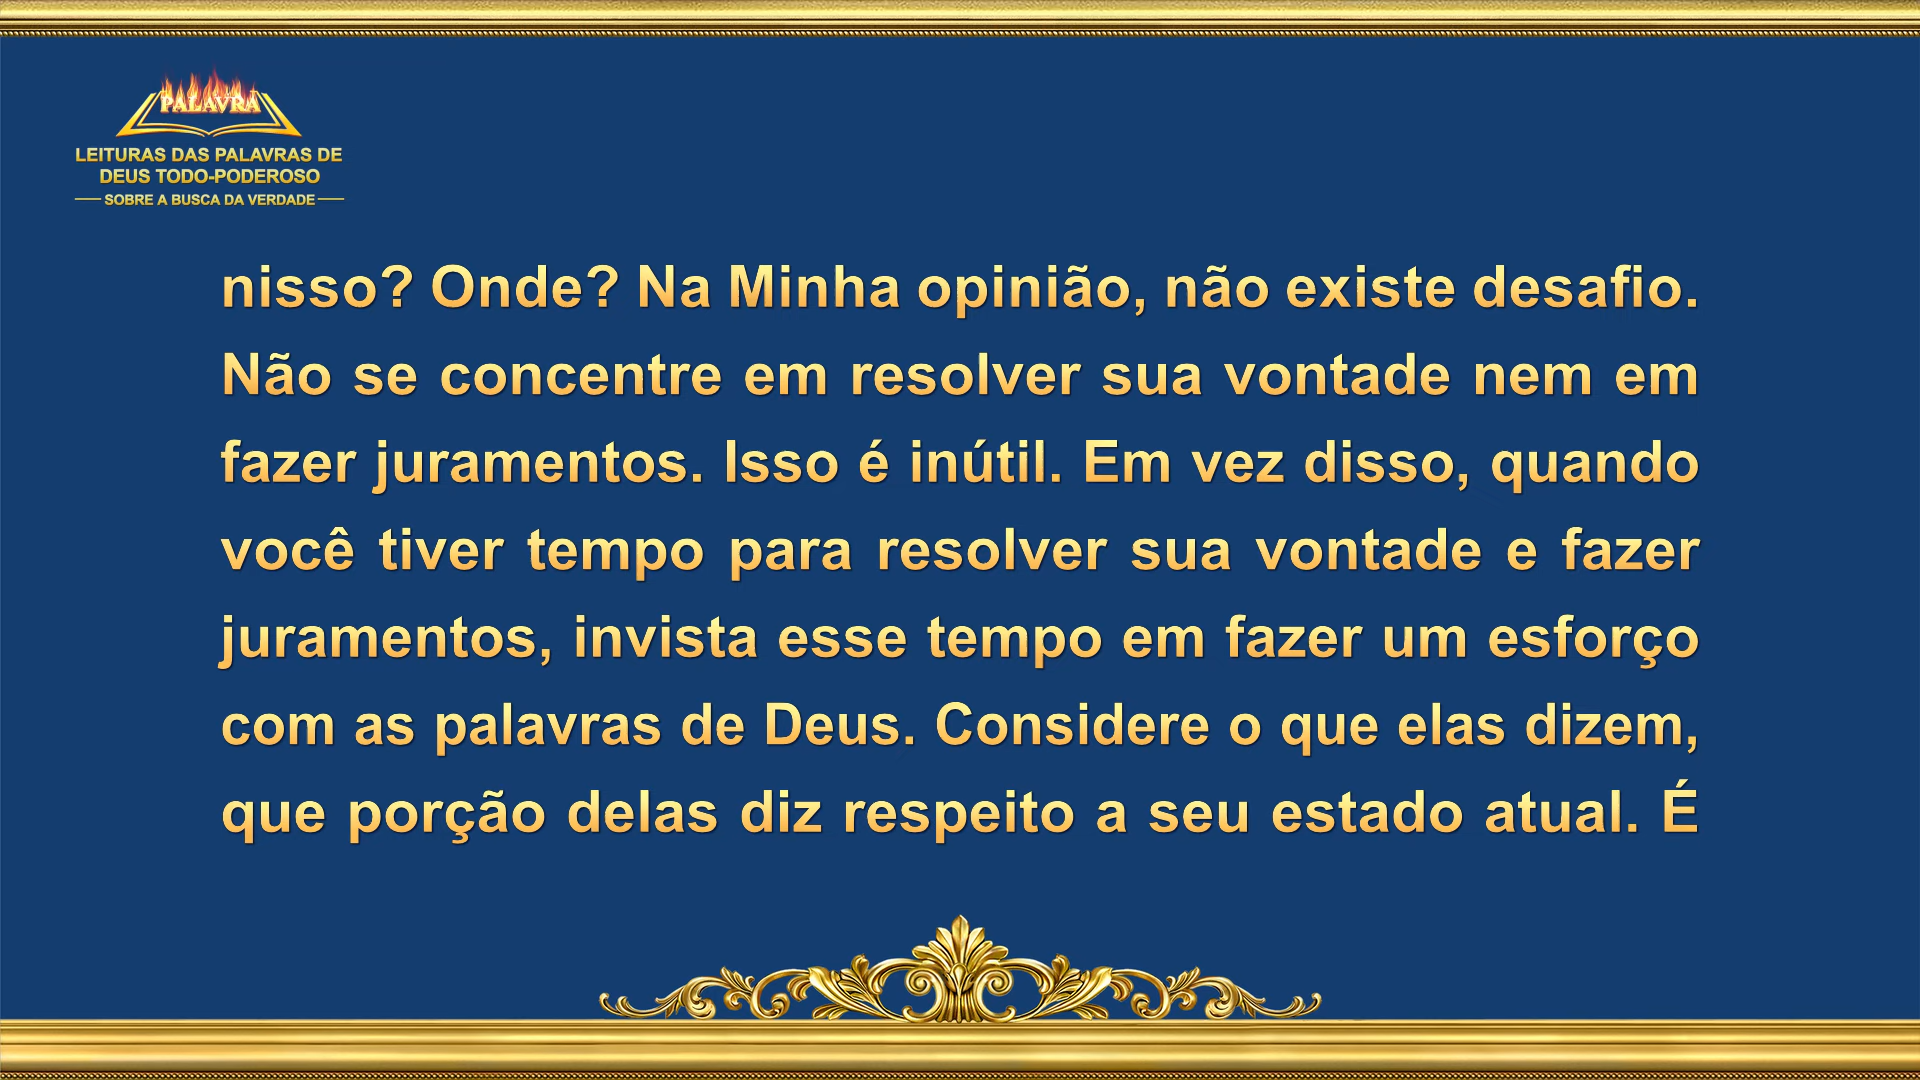 PALAVRA
LEITURAS DAS PALAVRAS DE
DEUS TODO-PODEROSO
SOBRE A BUSCA DA VERDADE
nisso? Onde? Na Minha opinião, não existe desafio.
Não se concentre em resolver sua vontade nem em
fazer juramentos. Isso é inútil. Em vez disso, quando
você tiver tempo para resolver sua vontade e fazer
juramentos, invista esse tempo em fazer um esforço
com as palavras de Deus. Considere o que elas dizem,
que porção delas diz respeito a seu estado atual. É